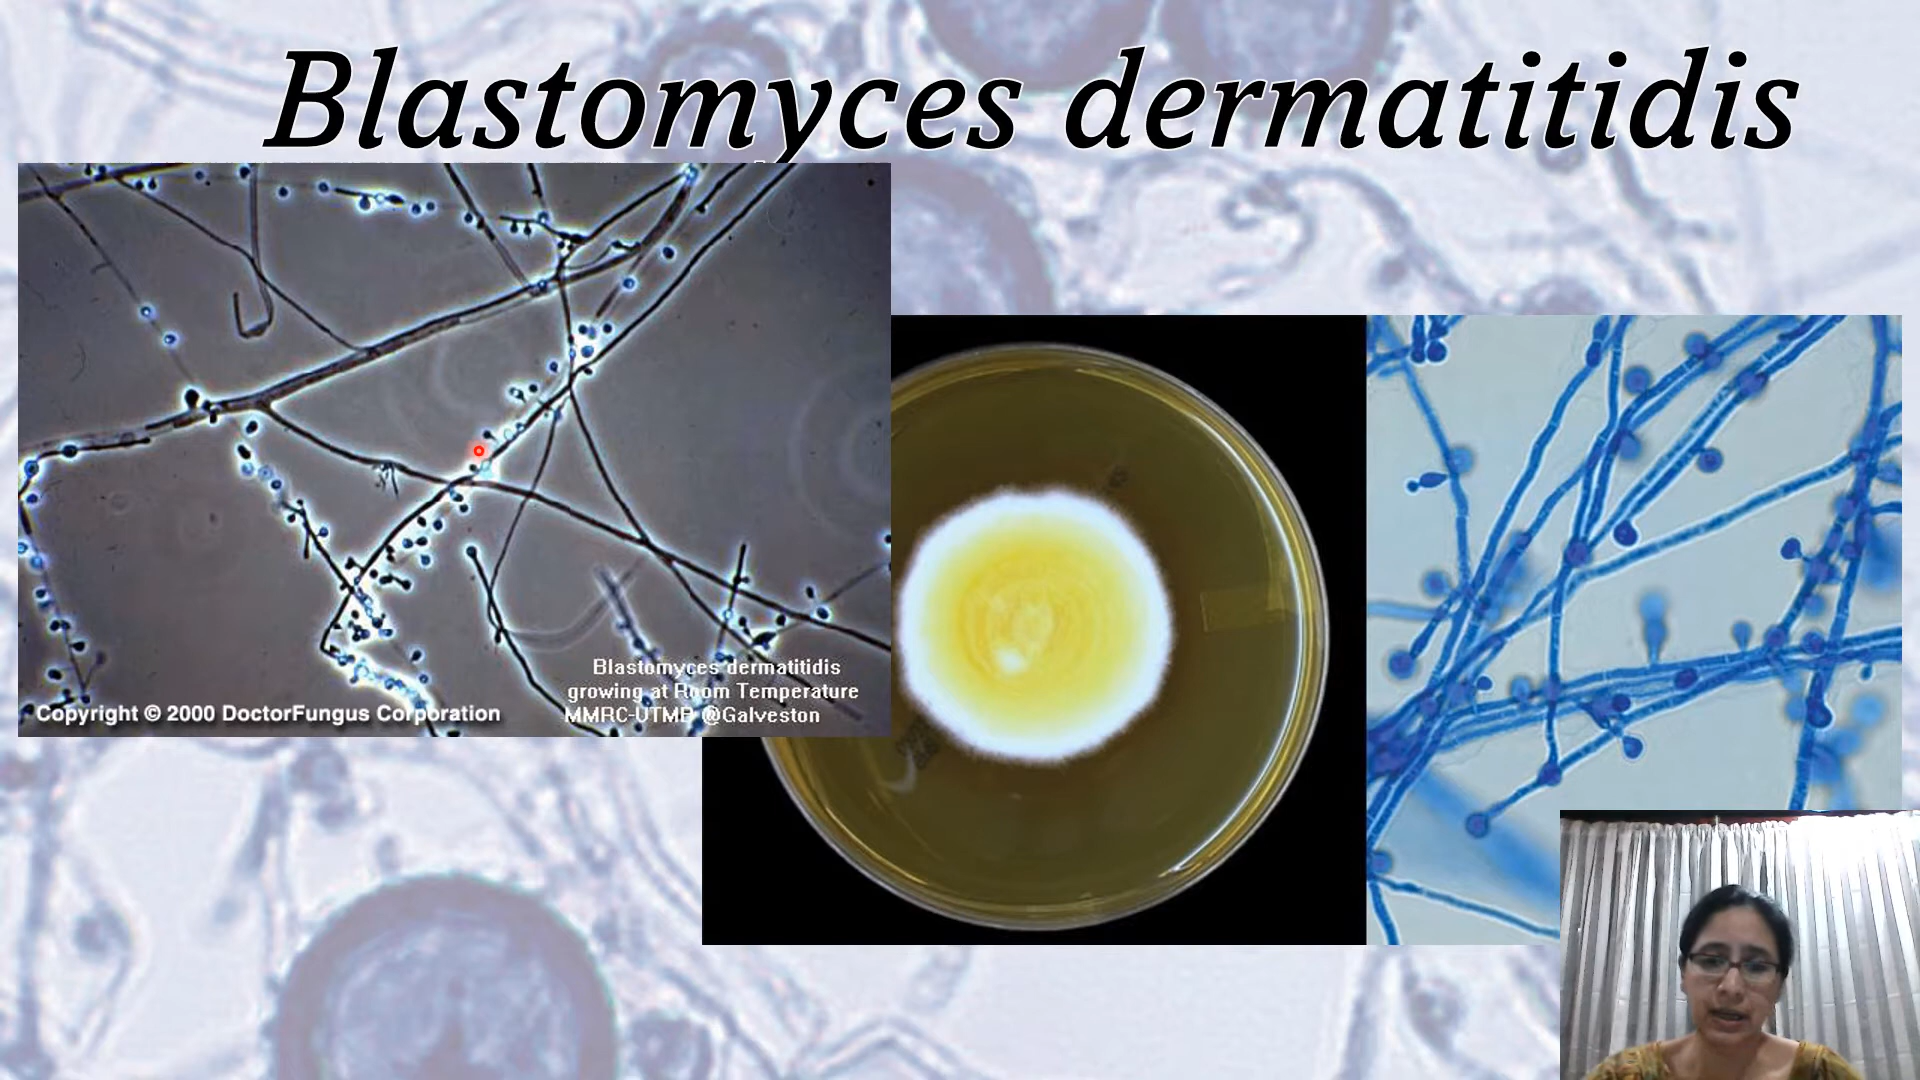 Blastomyces dermatitidis
Blastomyces dermatitidis
growing at Room Temperature
MMRC-UTMB @Galveston
Copyright © 2000 DoctorFungus Corporation